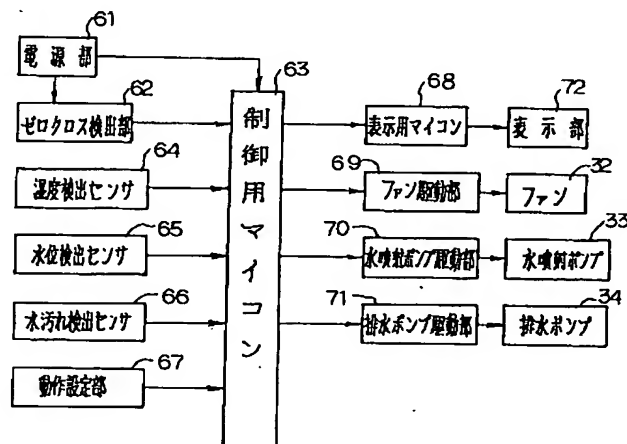 61
電源部
62
ゼロクロス検出部
64
湿度検出センサ
65
水位検出センサ
66
水汚れ検出センサ
67
動作設定部
63
制御用マイコン
68
表示用マイコン
72
表示部
69
ファン駆動部
32
ファン
70
水噴射ポンプ駆動部
33
水噴射ポンプ
71
排水ポンプ駆動部
34
排水ポンプ